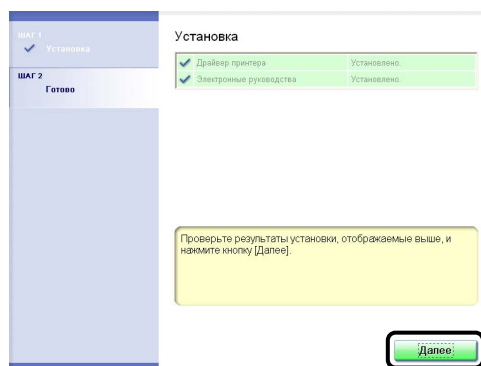 ШАГ 1
Установка
ШАГ 2
Готово
Установка
Драйвер принтера Установлено.
Электронные руководства Установлено.
Проверьте результаты установки, отображаемые выше, и
нажмите кнопку [Далее].
Далее